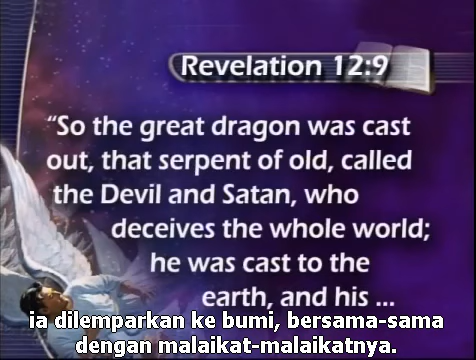 Revelation 12:9
“So the great dragon was cast
out, that serpent of old, called
the Devil and Satan, who
deceives the whole world;
he was cast to the
earth, and his ...
ia dilemparkan ke bumi, bersama-sama
dengan malaikat-malaikatnya.